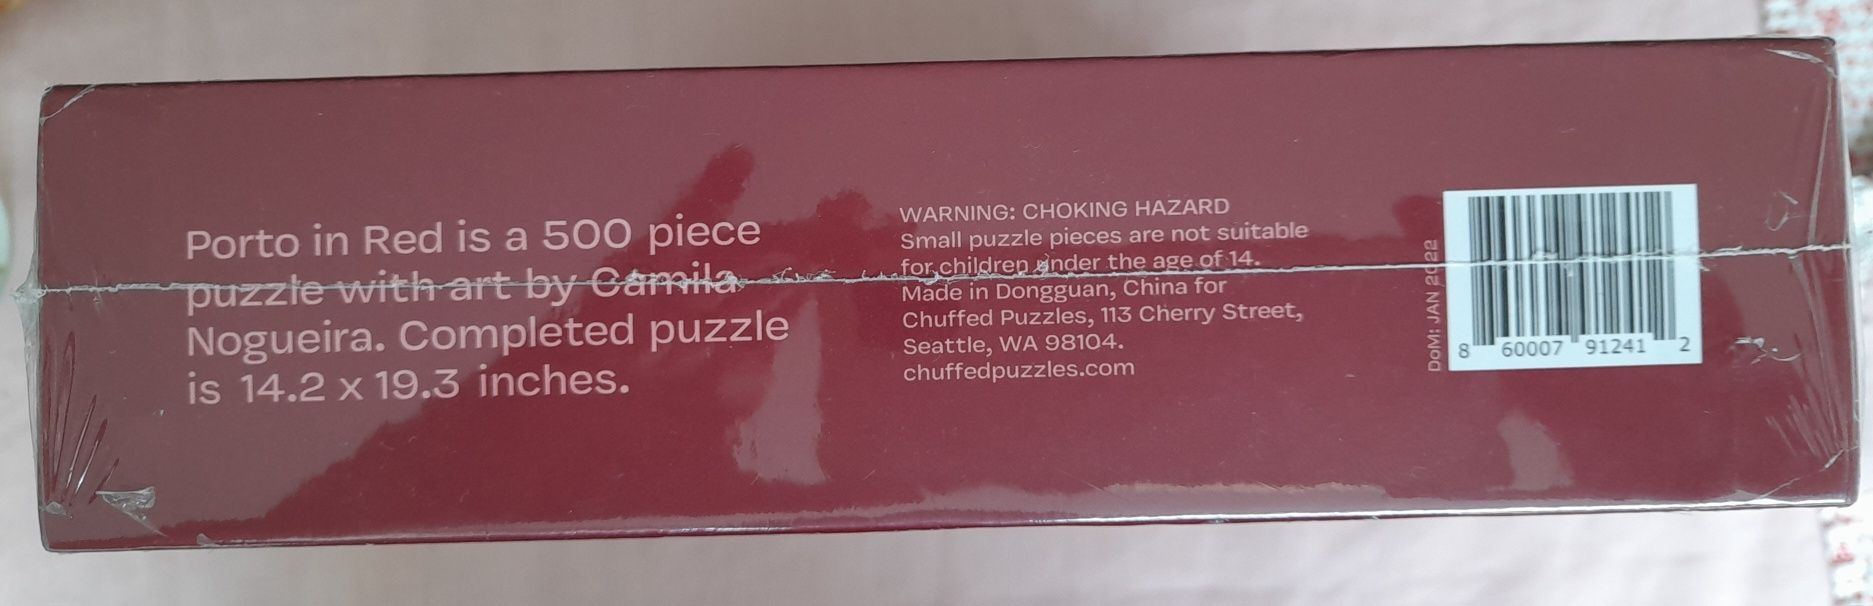 Porto in Red is a 500 piece
puzzle with art by Camila
Nogueira. Completed puzzle
is 14.2 x 19.3 inches.
WARNING: CHOKING HAZARD
Small puzzle pieces are not suitable
for children under the age of 14.
Made in Dongguan, China for
Chuffed Puzzles, 113 Cherry Street,
Seattle, WA 98104.
chuffedpuzzles.com
DoM: JAN 2022
8 60007 91241 2